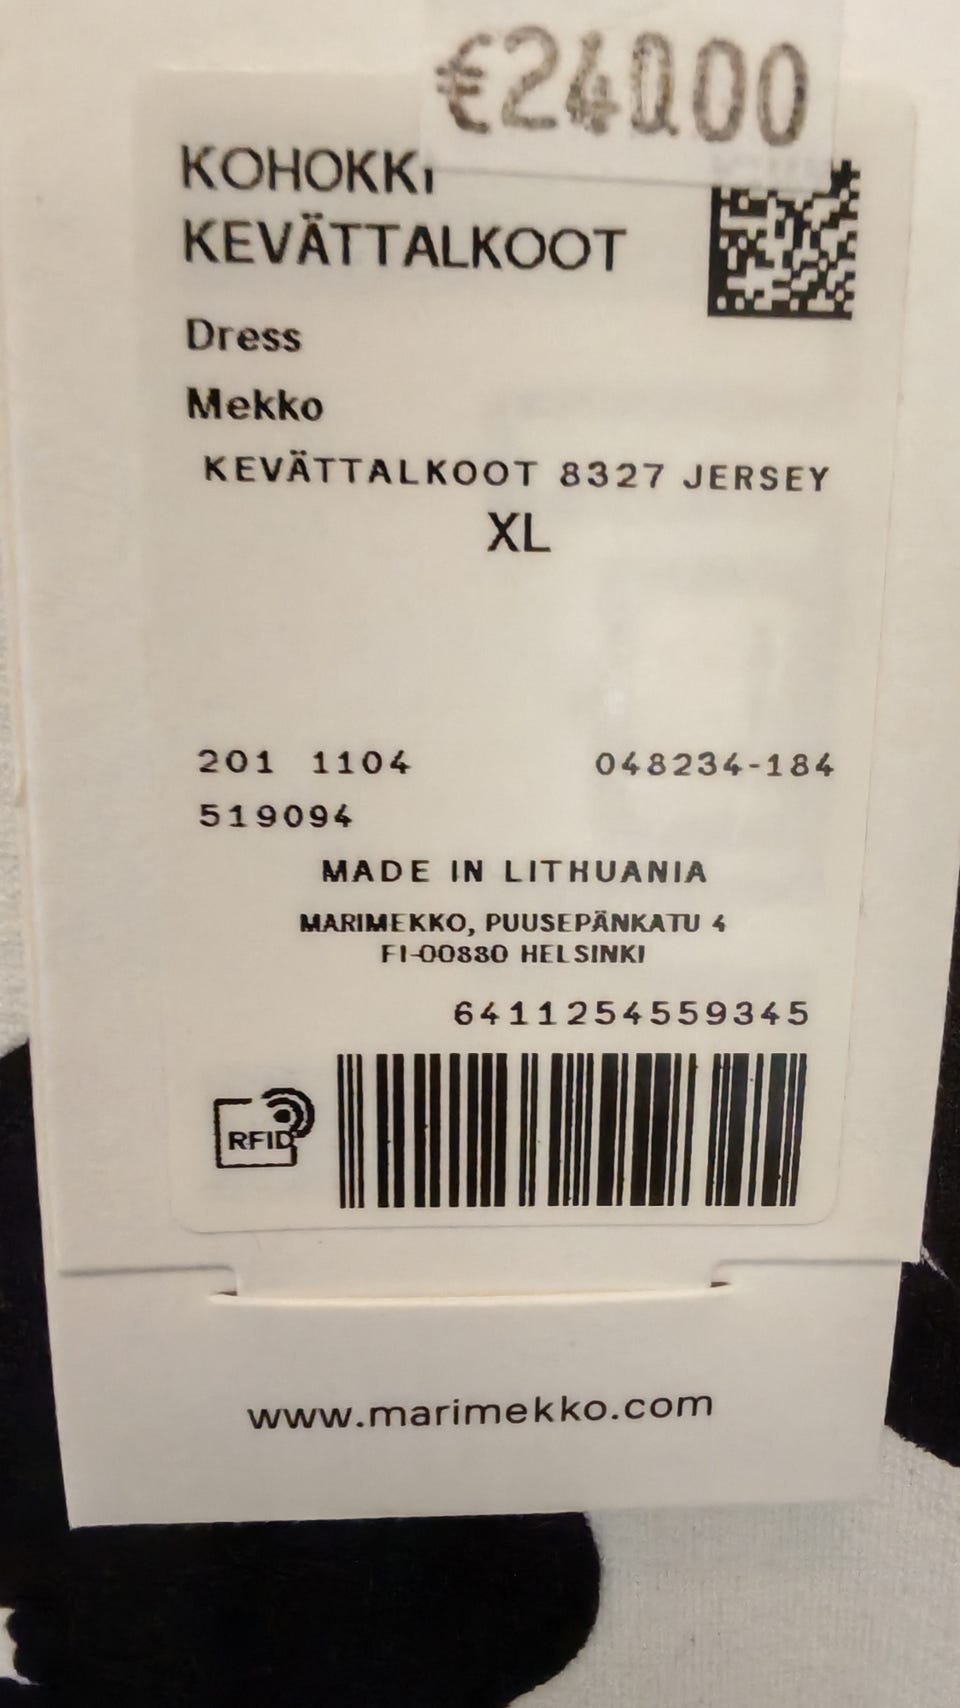 €240.00
KOHOKKI
KEVÄTTALKOOT
Dress
Mekko
KEVÄTTALKOOT 8327 JERSEY
XL
201 1104 048234-184
519094
MADE IN LITHUANIA
MARIMEKKO, PUUSEPÄNKATU 4
FI-00880 HELSINKI
6411254559345
RFID
www.marimekko.com